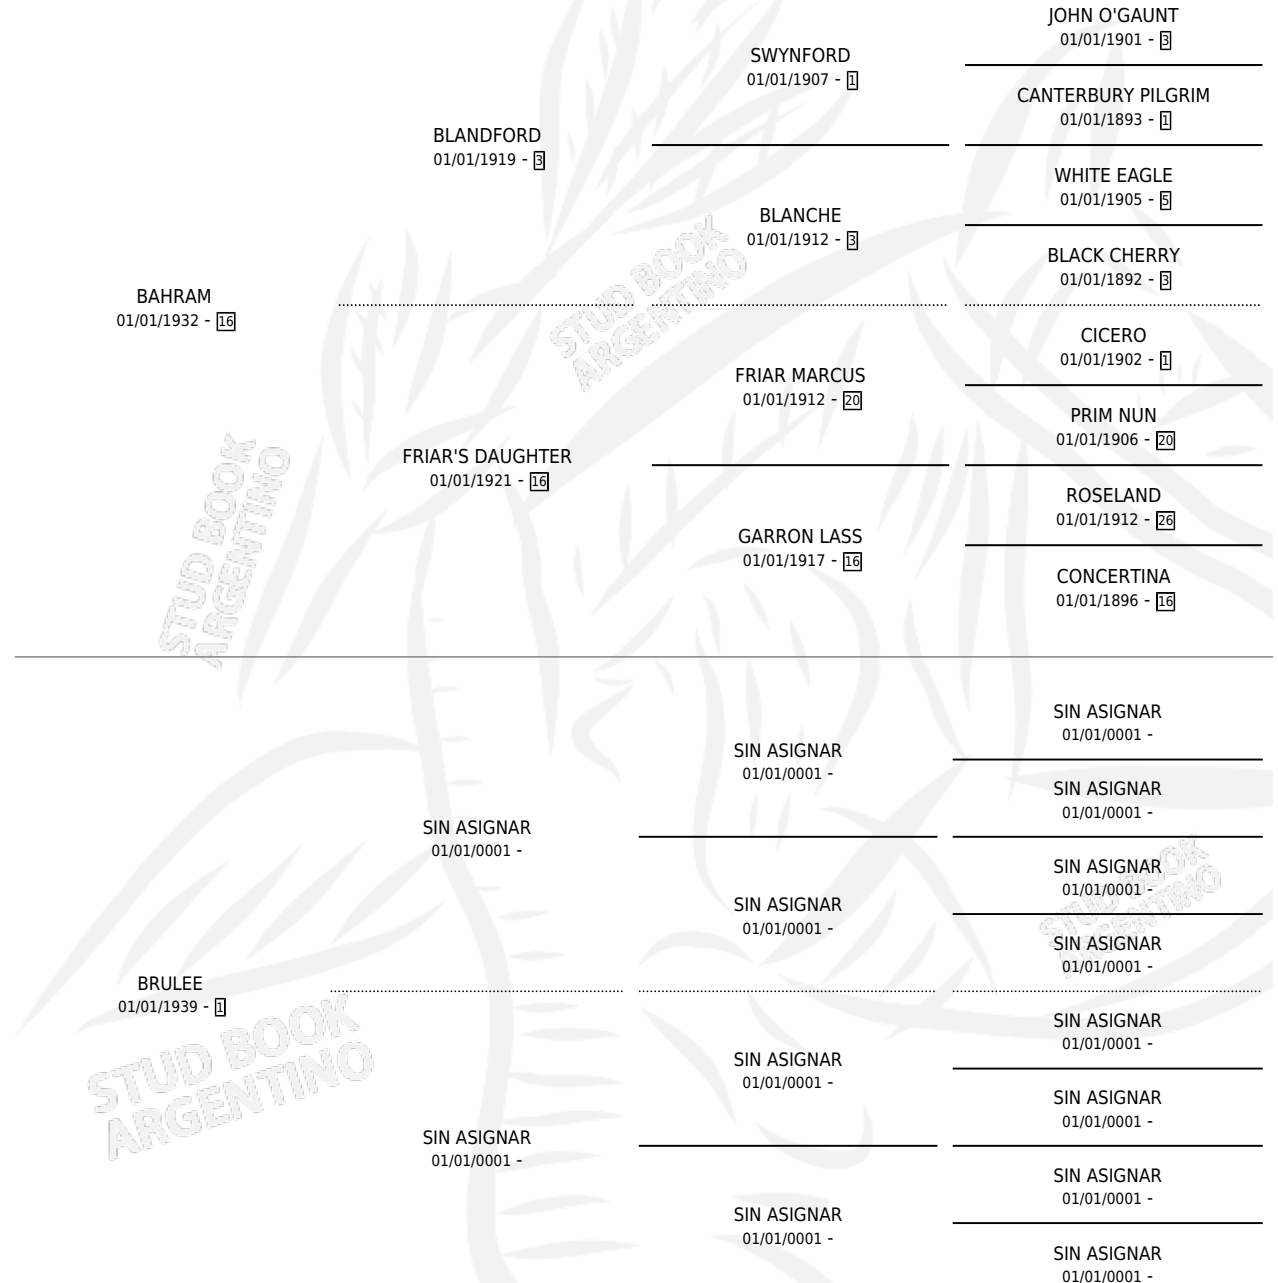 JOHN O'GAUNT
01/01/1901 - 3
SWYNFORD
01/01/1907 - 1
CANTERBURY PILGRIM
01/01/1893 - 1
BLANDFORD
01/01/1919 - 3
WHITE EAGLE
01/01/1905 - 5
BLANCHE
01/01/1912 - 3
BLACK CHERRY
01/01/1892 - 3
BAHRAM
01/01/1932 - 16
CICERO
01/01/1902 - 1
FRIAR MARCUS
01/01/1912 - 20
PRIM NUN
01/01/1906 - 20
FRIAR'S DAUGHTER
01/01/1921 - 16
ROSELAND
01/01/1912 - 26
GARRON LASS
01/01/1917 - 16
CONCERTINA
01/01/1896 - 16
STUD BOOK
ARGENTINO
STUD BOOK
ARGENTINO
SIN ASIGNAR
01/01/0001 -
SIN ASIGNAR
01/01/0001 -
SIN ASIGNAR
01/01/0001 -
SIN ASIGNAR
01/01/0001 -
SIN ASIGNAR
01/01/0001 -
SIN ASIGNAR
01/01/0001 -
SIN ASIGNAR
01/01/0001 -
STUD BOOK
ARGENTINO
BRULEE
01/01/1939 - 1
SIN ASIGNAR
01/01/0001 -
SIN ASIGNAR
01/01/0001 -
SIN ASIGNAR
01/01/0001 -
SIN ASIGNAR
01/01/0001 -
SIN ASIGNAR
01/01/0001 -
SIN ASIGNAR
01/01/0001 -
SIN ASIGNAR
01/01/0001 -
STUD BOOK
ARGENTINO